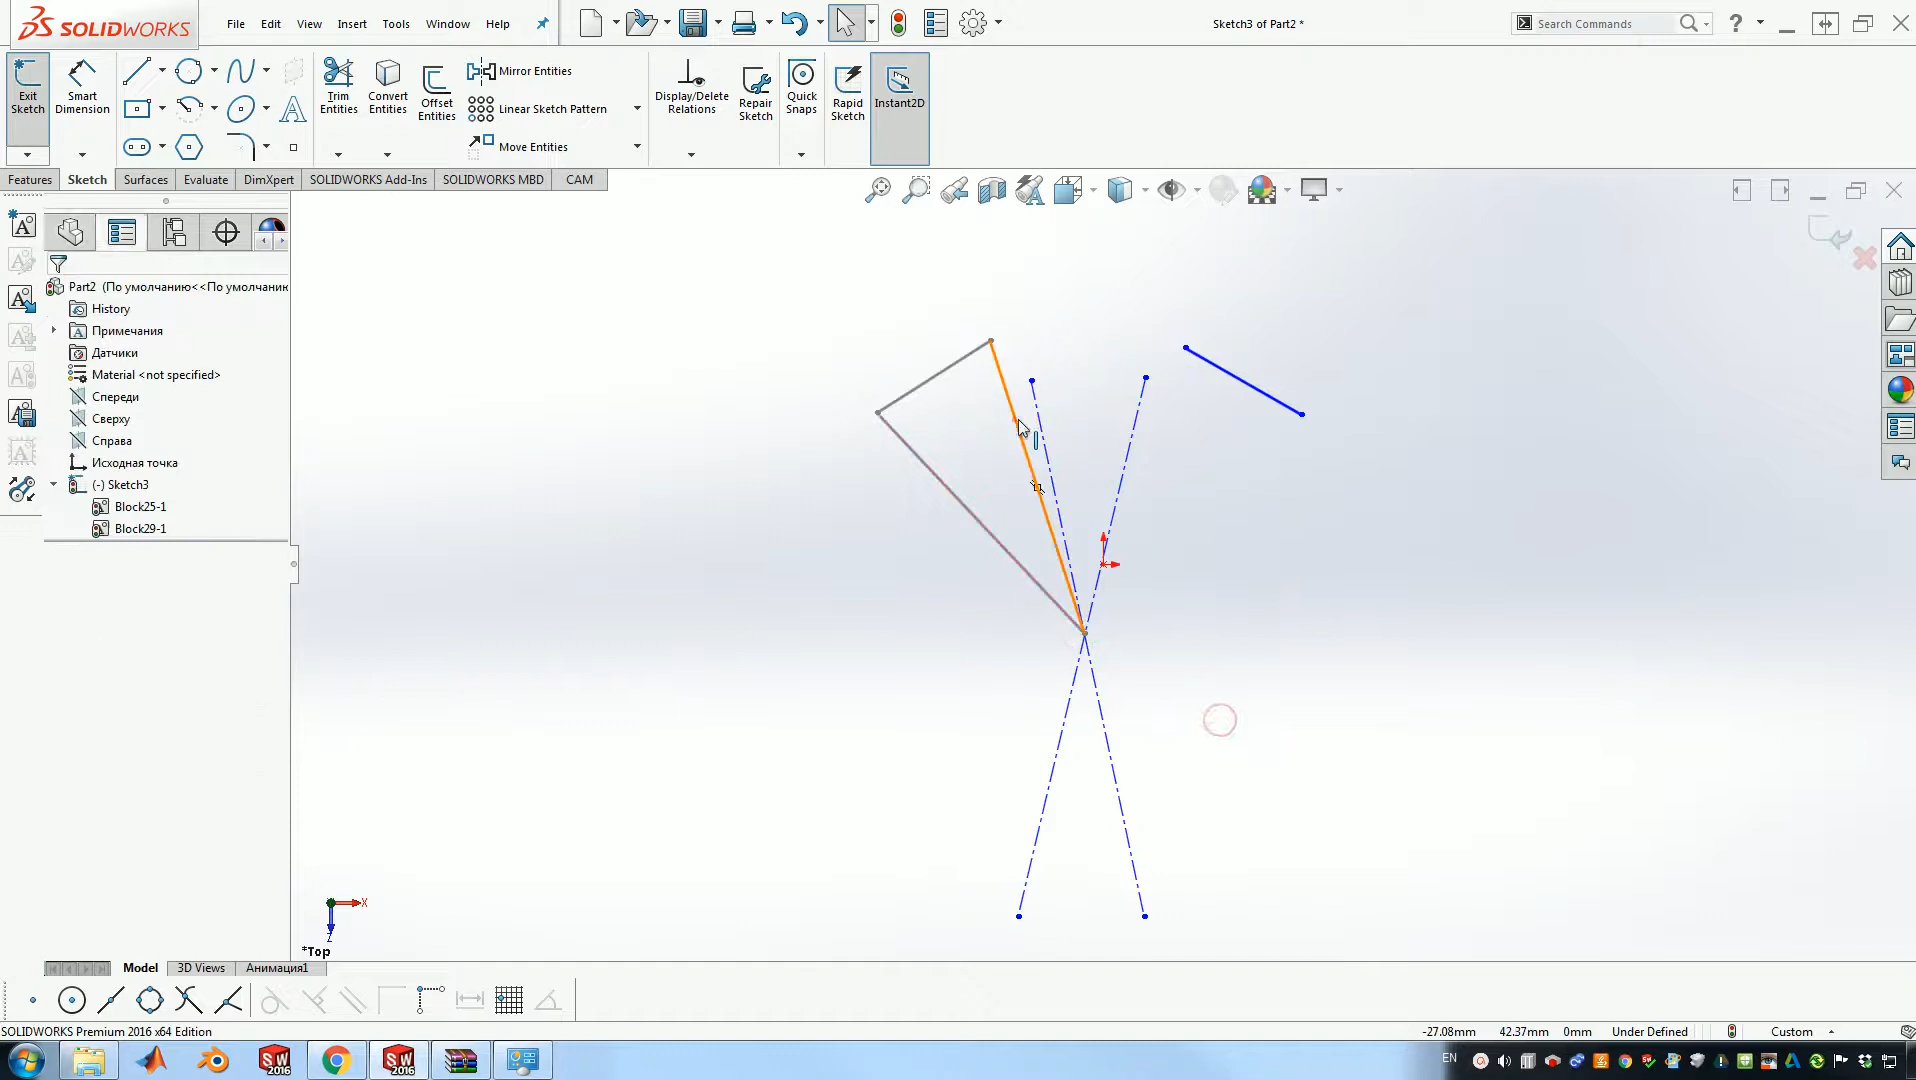 SOLIDWORKS File Edit View Insert Tools Window Help Sketch3 of Part2 * Search Commands
Exit Sketch Smart Dimension Trim Entities Convert Entities Offset Entities Mirror Entities Linear Sketch Pattern Move Entities Display/Delete Relations Repair Sketch Quick Snaps Rapid Sketch Instant2D
Features Sketch Surfaces Evaluate DimXpert SOLIDWORKS Add-Ins SOLIDWORKS MBD CAM
Part2 (По умолчанию<<По умолчани
History
Примечания
Датчики
Material <not specified>
Спереди
Сверху
Справа
Исходная точка
(-) Sketch3
Block25-1
Block29-1
X
Z
*Top
Model 3D Views Анимация1
SOLIDWORKS Premium 2016 x64 Edition -27.08mm 42.37mm 0mm Under Defined Custom
SW 2016 SW 2016 EN